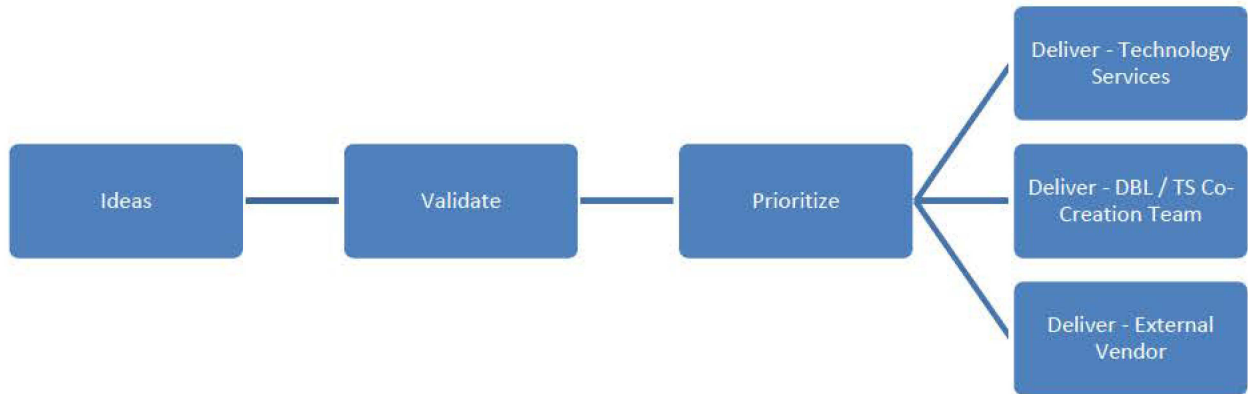 Ideas
Validate
Prioritize
Deliver - Technology
Services
Deliver - DBL / TS Co-
Creation Team
Deliver - External
Vendor